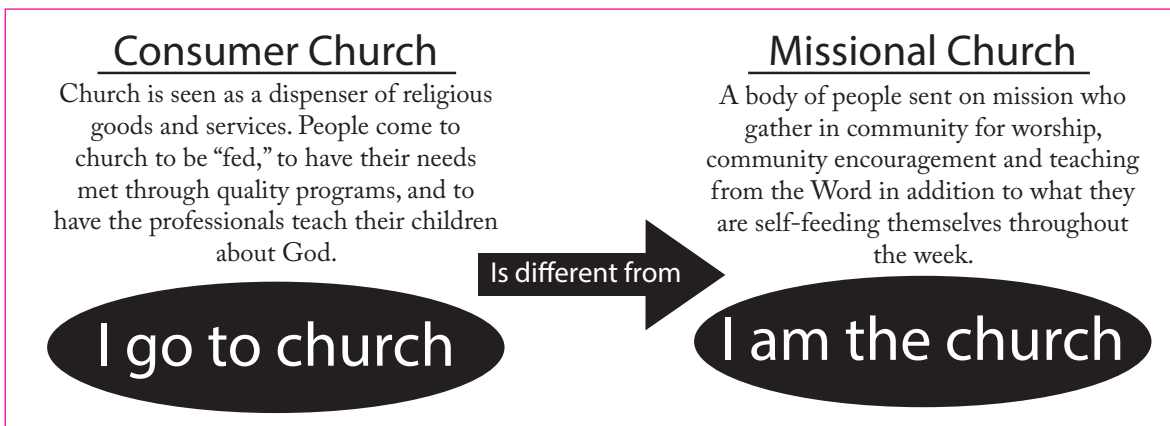 Consumer Church
Church is seen as a dispenser of religious
goods and services. People come to
church to be “fed,” to have their needs
met through quality programs, and to
have the professionals teach their children
about God.
I go to church
Is different from
Missional Church
A body of people sent on mission who
gather in community for worship,
community encouragement and teaching
from the Word in addition to what they
are self-feeding themselves throughout
the week.
I am the church